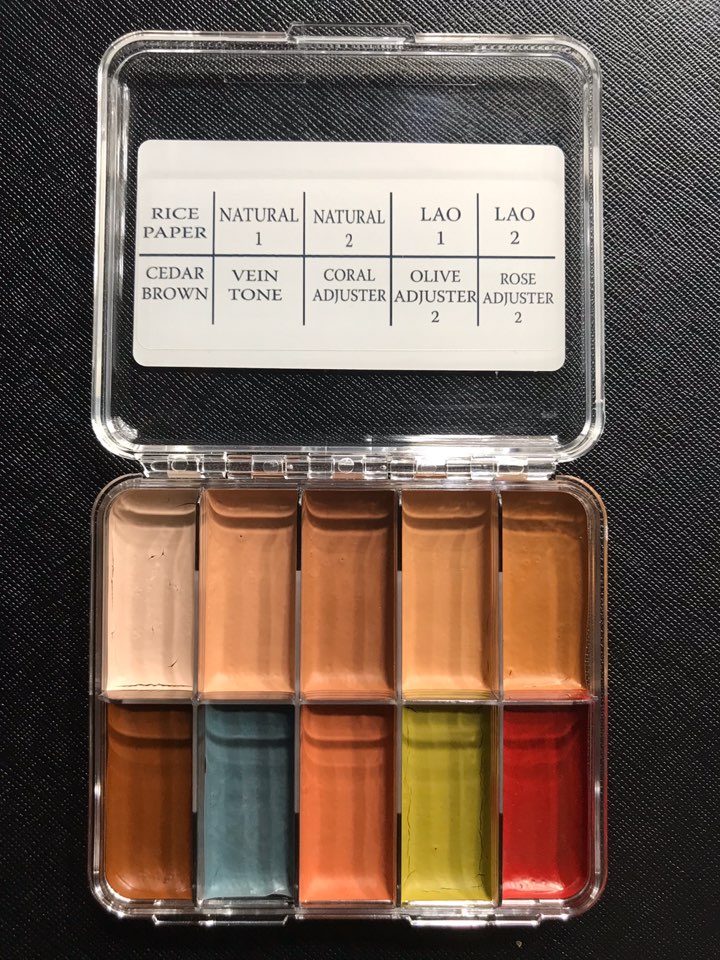 RICE PAPER
NATURAL 1
NATURAL 2
LAO 1
LAO 2
CEDAR BROWN
VEIN TONE
CORAL ADJUSTER
OLIVE ADJUSTER 2
ROSE ADJUSTER 2